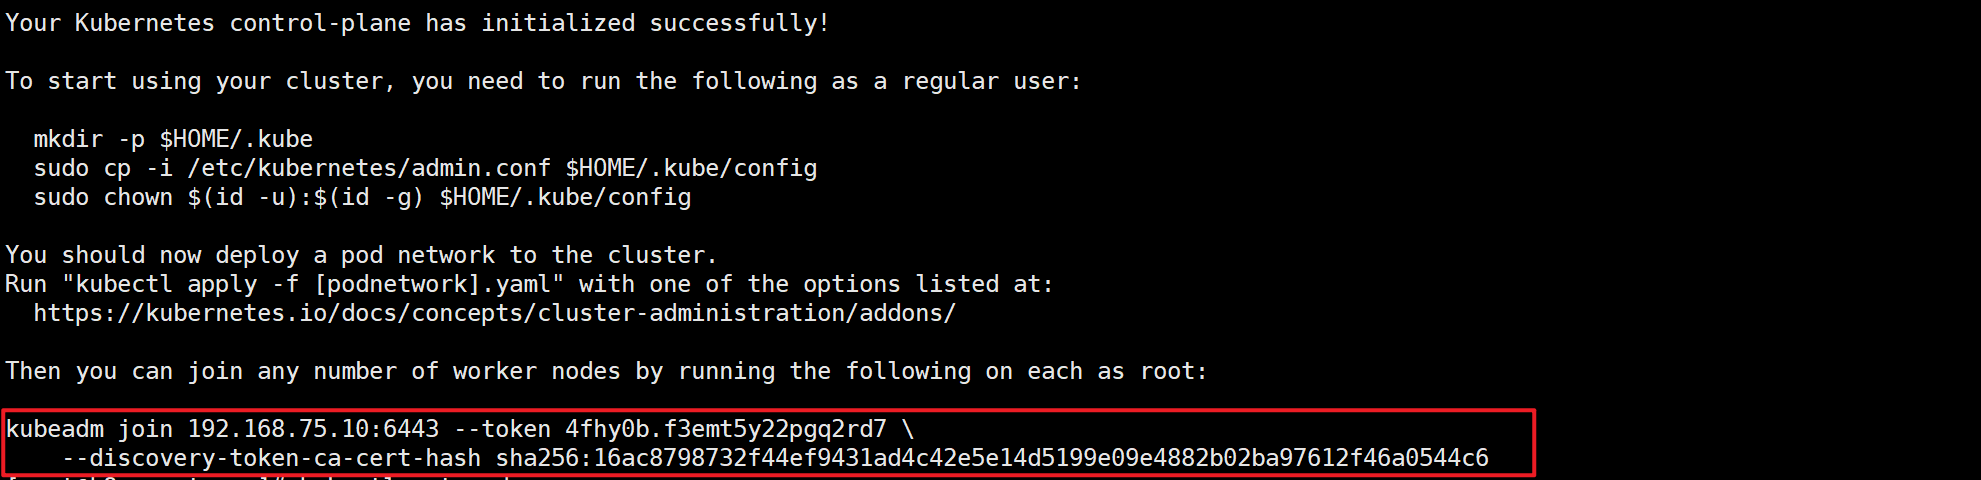 Your Kubernetes control-plane has initialized successfully!
To start using your cluster, you need to run the following as a regular user:
mkdir -p $HOME/.kube
sudo cp -i /etc/kubernetes/admin.conf $HOME/.kube/config
sudo chown $(id -u):$(id -g) $HOME/.kube/config
You should now deploy a pod network to the cluster.
Run "kubectl apply -f [podnetwork].yaml" with one of the options listed at:
https://kubernetes.io/docs/concepts/cluster-administration/addons/
Then you can join any number of worker nodes by running the following on each as root:
kubeadm join 192.168.75.10:6443 --token 4fhy0b.f3emt5y22pgq2rd7 \
--discovery-token-ca-cert-hash sha256:16ac8798732f44ef9431ad4c42e5e14d5199e09e4882b02ba97612f46a0544c6